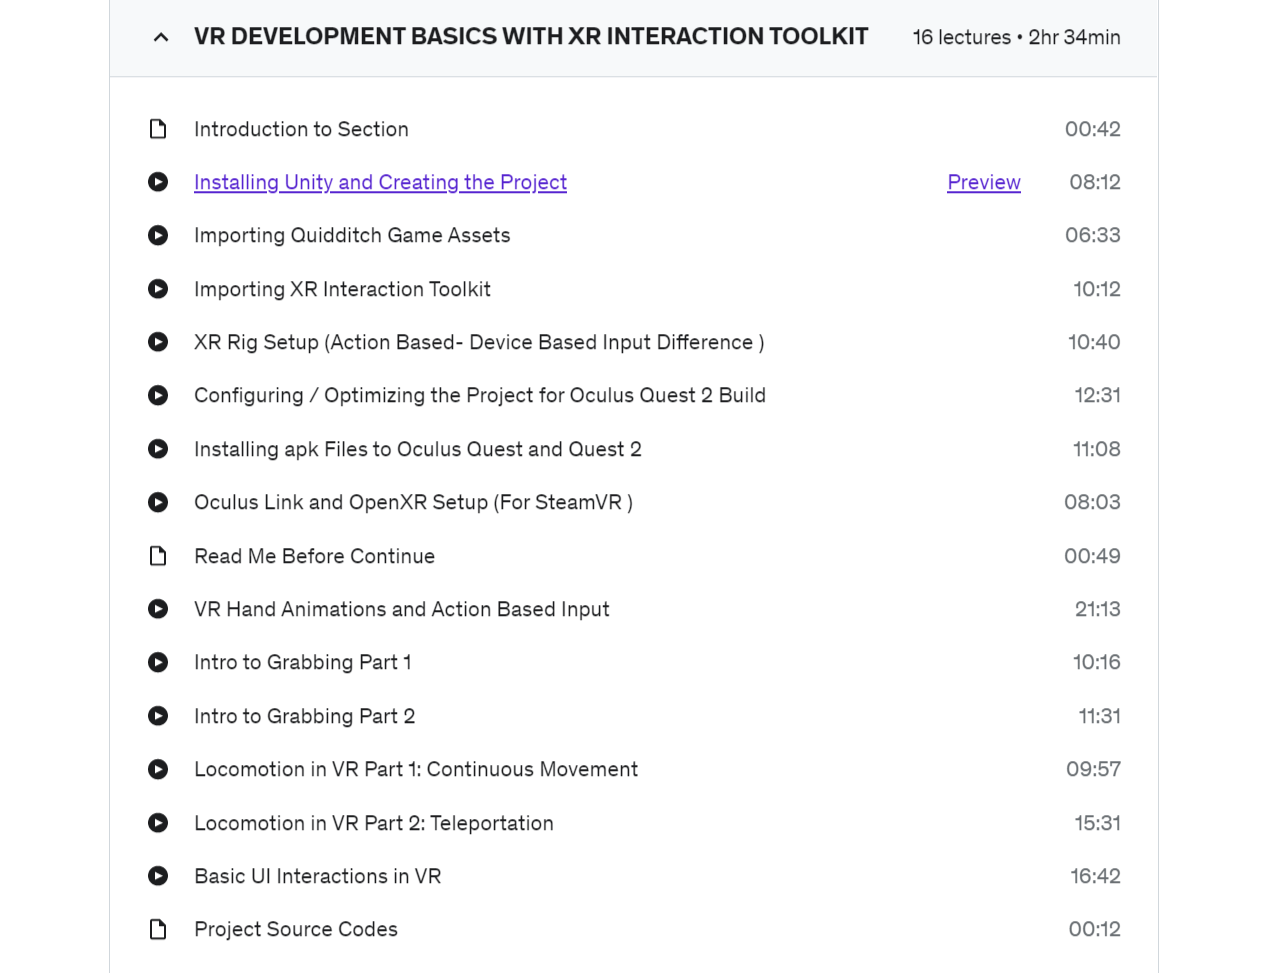 VR DEVELOPMENT BASICS WITH XR INTERACTION TOOLKIT 16 lectures • 2hr 34min
Introduction to Section 00:42
Installing Unity and Creating the Project Preview 08:12
Importing Quidditch Game Assets 06:33
Importing XR Interaction Toolkit 10:12
XR Rig Setup (Action Based- Device Based Input Difference ) 10:40
Configuring / Optimizing the Project for Oculus Quest 2 Build 12:31
Installing apk Files to Oculus Quest and Quest 2 11:08
Oculus Link and OpenXR Setup (For SteamVR ) 08:03
Read Me Before Continue 00:49
VR Hand Animations and Action Based Input 21:13
Intro to Grabbing Part 1 10:16
Intro to Grabbing Part 2 11:31
Locomotion in VR Part 1: Continuous Movement 09:57
Locomotion in VR Part 2: Teleportation 15:31
Basic UI Interactions in VR 16:42
Project Source Codes 00:12